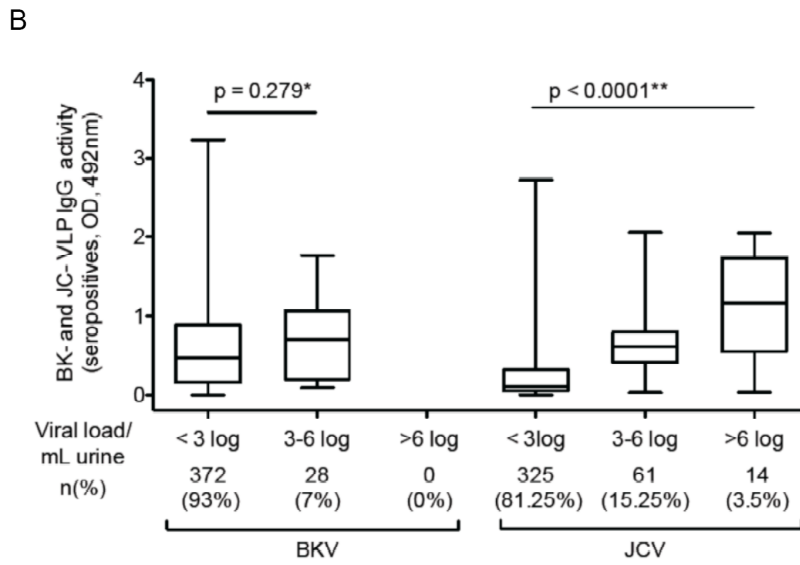 B
BK- and JC- VLP IgG activity
(seropositives, OD, 492nm)
4
3
2
1
0
p = 0.279*
p < 0.0001**
Viral load/
mL urine
< 3 log
3-6 log
>6 log
< 3log
3-6 log
>6 log
n(%)
372
28
0
325
61
14
(93%)
(7%)
(0%)
(81.25%)
(15.25%)
(3.5%)
BKV
JCV